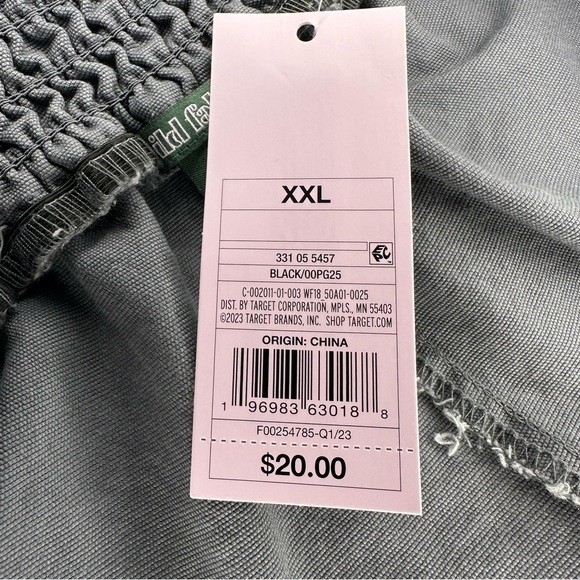 XXL
331 05 5457
BLACK/00PG25
C-002011-01-003 WF18_50A01-0025
DIST. BY TARGET CORPORATION, MPLS., MN 55403
©2023 TARGET BRANDS, INC. SHOP TARGET.COM
ORIGIN: CHINA
1 96983 63018 8
F00254785-Q1/23
$20.00